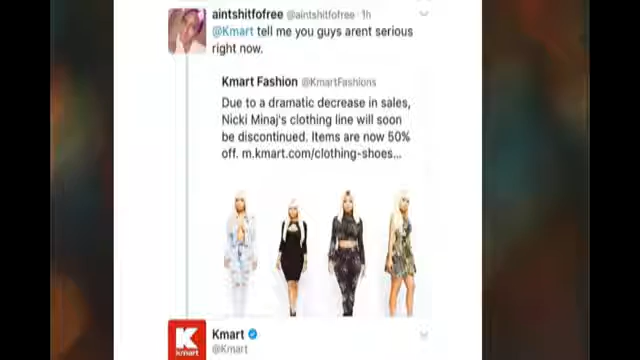 aintshitfofree @aintshitfofree · 1h
@Kmart tell me you guys arent serious
right now.
Kmart Fashion @KmartFashions
Due to a dramatic decrease in sales,
Nicki Minaj's clothing line will soon
be discontinued. Items are now 50%
off. m.kmart.com/clothing-shoes...
Kmart
@Kmart
kmart